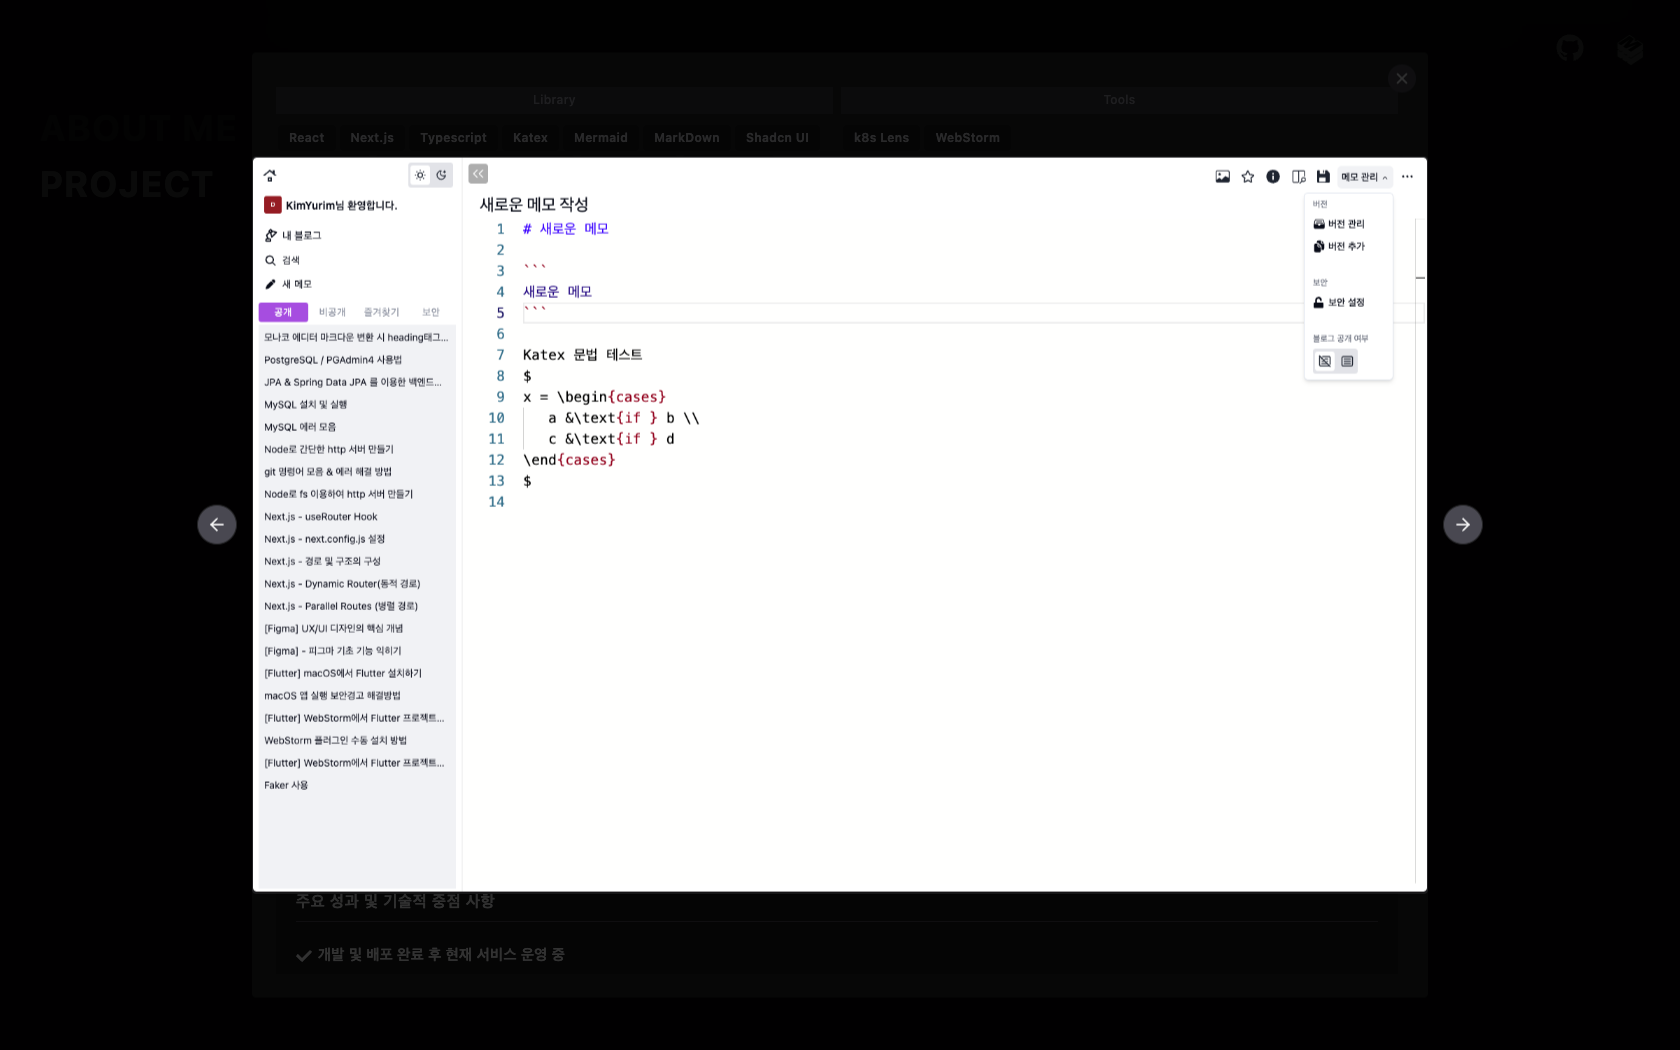 ABOUT ME
PROJECT
Library
Tools
React Next.js Typescript Katex Mermaid MarkDown Shadcn UI
k8s Lens WebStorm
D KimYurim님 환영합니다.
내 블로그
검색
새 메모
공개 비공개 즐겨찾기 보안
모나코 에디터 마크다운 변환 시 heading태그...
PostgreSQL / PGAdmin4 사용법
JPA & Spring Data JPA 를 이용한 백엔드...
MySQL 설치 및 실행
MySQL 에러 모음
Node로 간단한 http 서버 만들기
git 명령어 모음 & 에러 해결 방법
Node로 fs 이용하여 http 서버 만들기
Next.js - useRouter Hook
Next.js - next.config.js 설정
Next.js - 경로 및 구조의 구성
Next.js - Dynamic Router(동적 경로)
Next.js - Parallel Routes (병렬 경로)
[Figma] UX/UI 디자인의 핵심 개념
[Figma] - 피그마 기초 기능 익히기
[Flutter] macOS에서 Flutter 설치하기
macOS 앱 실행 보안경고 해결방법
[Flutter] WebStorm에서 Flutter 프로젝트...
WebStorm 플러그인 수동 설치 방법
[Flutter] WebStorm에서 Flutter 프로젝트...
Faker 사용
새로운 메모 작성
1 # 새로운 메모
2
3 ```
4 새로운 메모
5 ```
6
7 Katex 문법 테스트
8 $
9 x = \begin{cases}
10 a &\text{if } b \\
11 c &\text{if } d
12 \end{cases}
13 $
14
메모 관리
버전
버전 관리
버전 추가
보안
보안 설정
블로그 공개 여부
주요 성과 및 기술적 중점 사항
개발 및 배포 완료 후 현재 서비스 운영 중